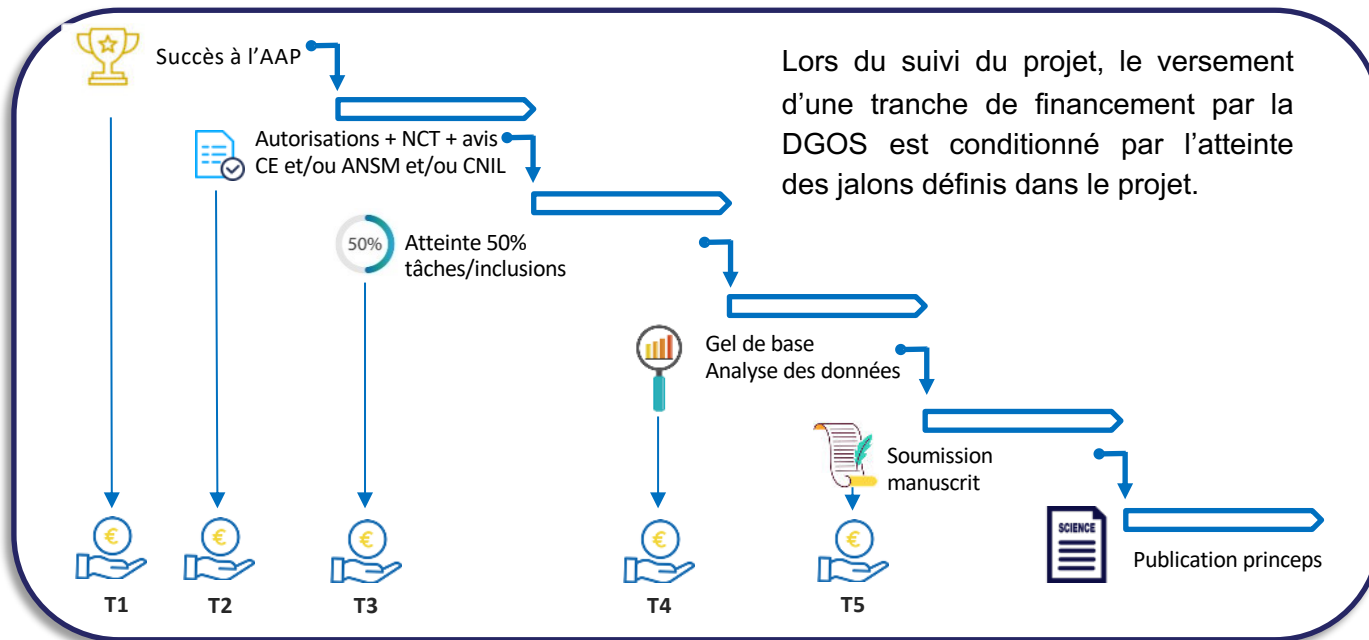 Succès à l’AAP
Lors du suivi du projet, le versement
d’une tranche de financement par la
DGOS est conditionné par l’atteinte
des jalons définis dans le projet.
Autorisations + NCT + avis
CE et/ou ANSM et/ou CNIL
50%
Atteinte 50%
tâches/inclusions
Gel de base
Analyse des données
Soumission
manuscrit
SCIENCE
Publication princeps
€ € € € €
T1 T2 T3 T4 T5